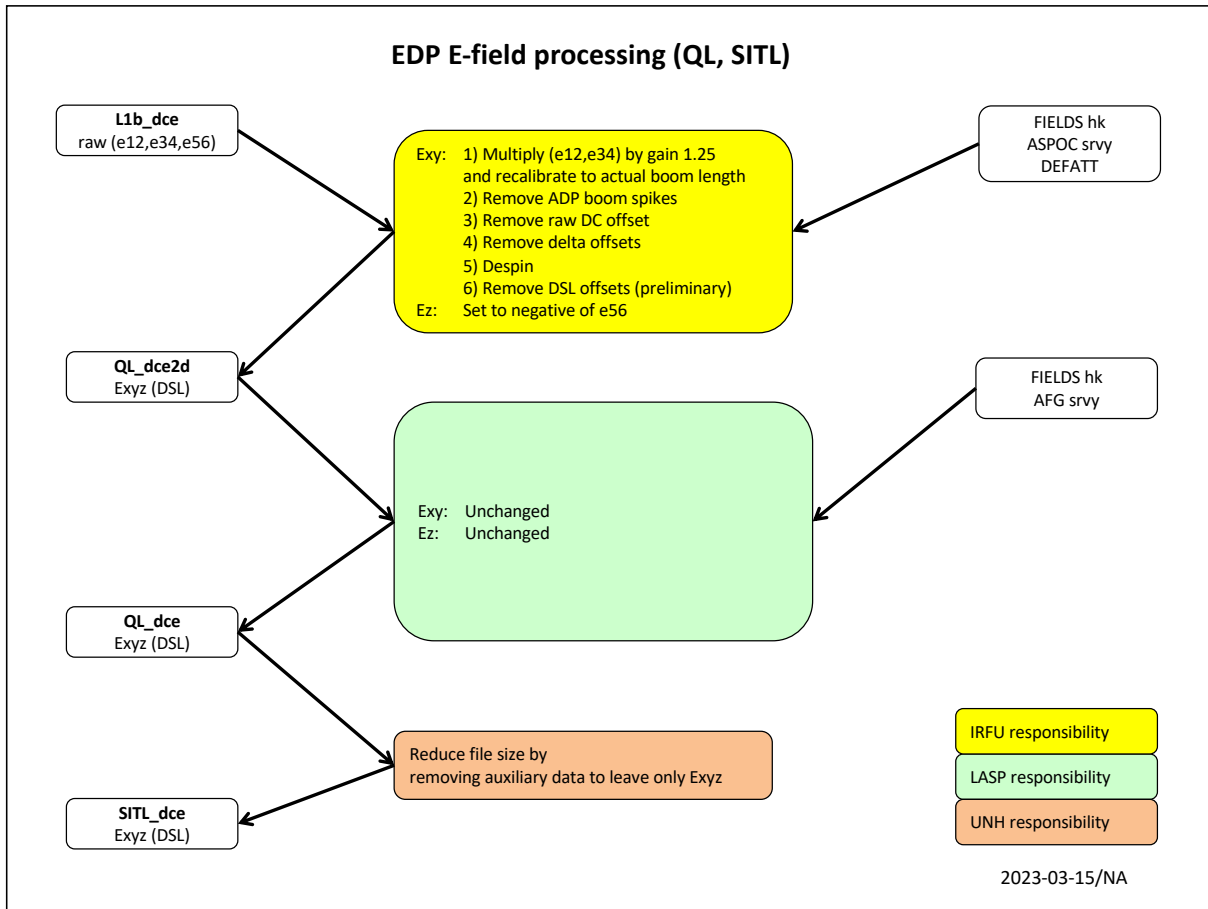 EDP E-field processing (QL, SITL)
L1b_dce
raw (e12,e34,e56)
Exy: 1) Multiply (e12,e34) by gain 1.25
and recalibrate to actual boom length
2) Remove ADP boom spikes
3) Remove raw DC offset
4) Remove delta offsets
5) Despin
6) Remove DSL offsets (preliminary)
Ez: Set to negative of e56
FIELDS hk
ASPOC srvy
DEFATT
QL_dce2d
Exyz (DSL)
FIELDS hk
AFG srvy
Exy: Unchanged
Ez: Unchanged
QL_dce
Exyz (DSL)
Reduce file size by
removing auxiliary data to leave only Exyz
SITL_dce
Exyz (DSL)
IRFU responsibility
LASP responsibility
UNH responsibility
2023-03-15/NA